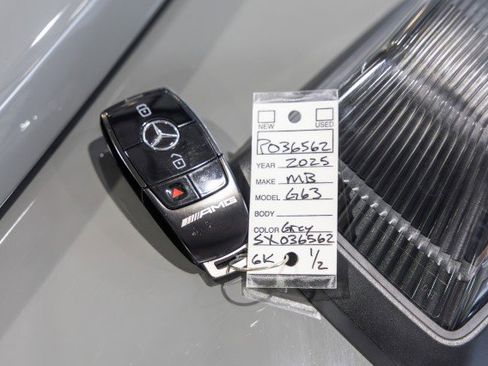 NEW USED
P036562
YEAR 2025
MAKE MB
MODEL G63
BODY
COLOR Grey
SX036562
6K 1/2
AMG